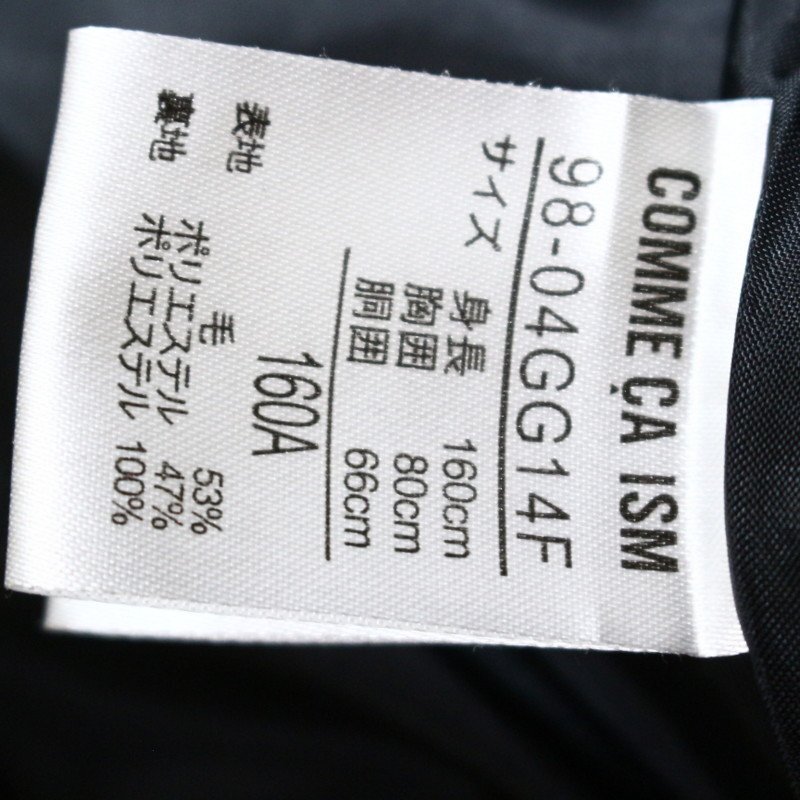 COMME ÇA ISM
98-04GG14F
サイズ 身長 160cm
胸囲 80cm
胴囲 66cm
160A
表地 毛 53%
ポリエステル 47%
裏地 ポリエステル 100%